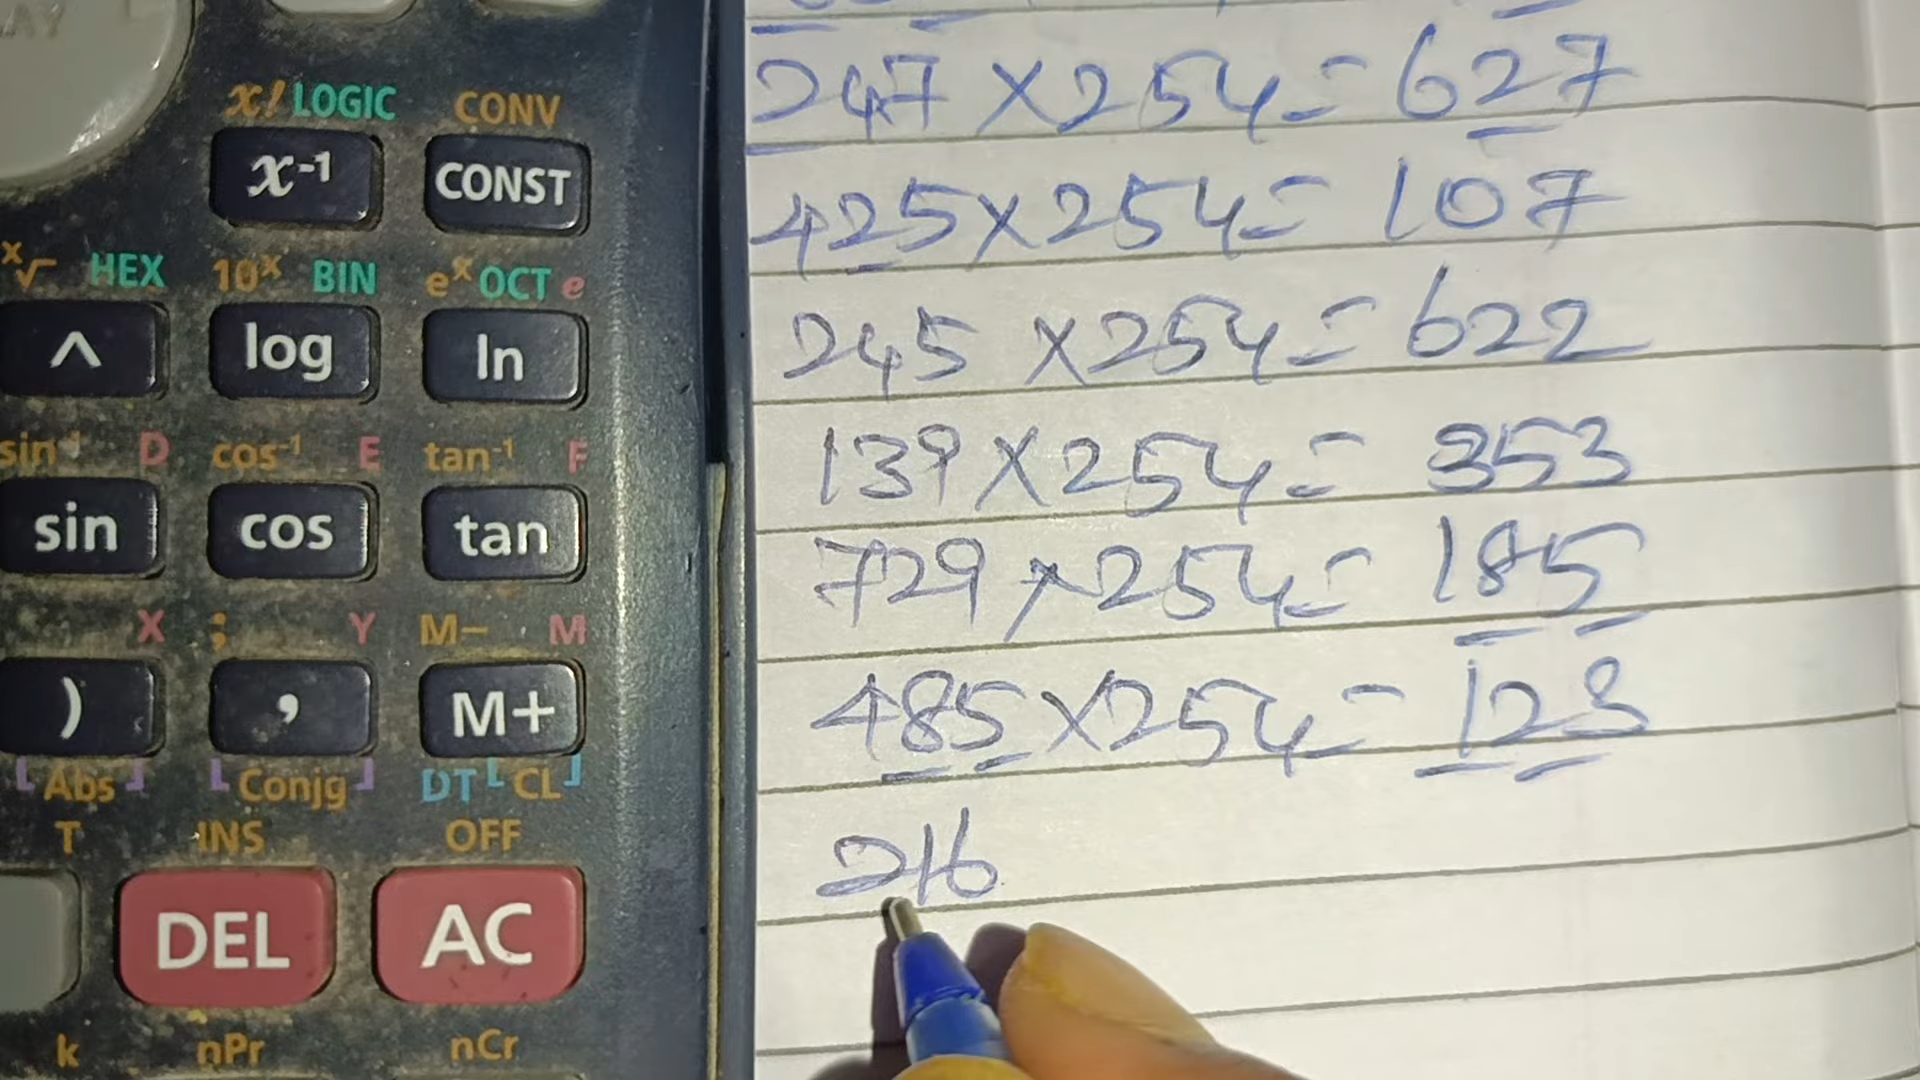 AY
x! LOGIC CONV
x-1 CONST
x√ HEX 10x BIN ex OCT e
^ log ln
sin-1 D cos-1 E tan-1 F
sin cos tan
X ; Y M– M
) , M+
Abs Conjg DT CL
T INS OFF
DEL AC
k nPr nCr
247 × 254 = 627
425 × 254 = 107
245 × 254 = 622
139 × 254 = 353
729 × 254 = 185
485 × 254 = 123
216